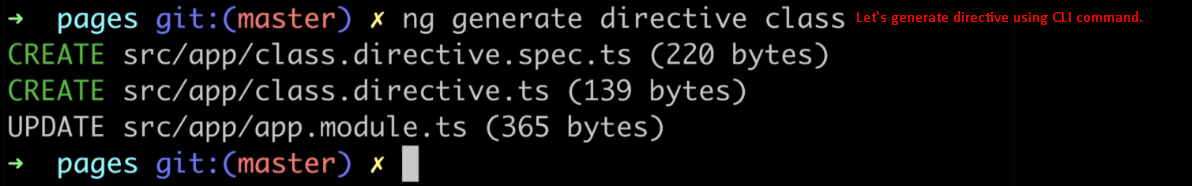 ➜ pages git:(master) ✗ ng generate directive class Let's generate directive using CLI command.
CREATE src/app/class.directive.spec.ts (220 bytes)
CREATE src/app/class.directive.ts (139 bytes)
UPDATE src/app/app.module.ts (365 bytes)
➜ pages git:(master) ✗